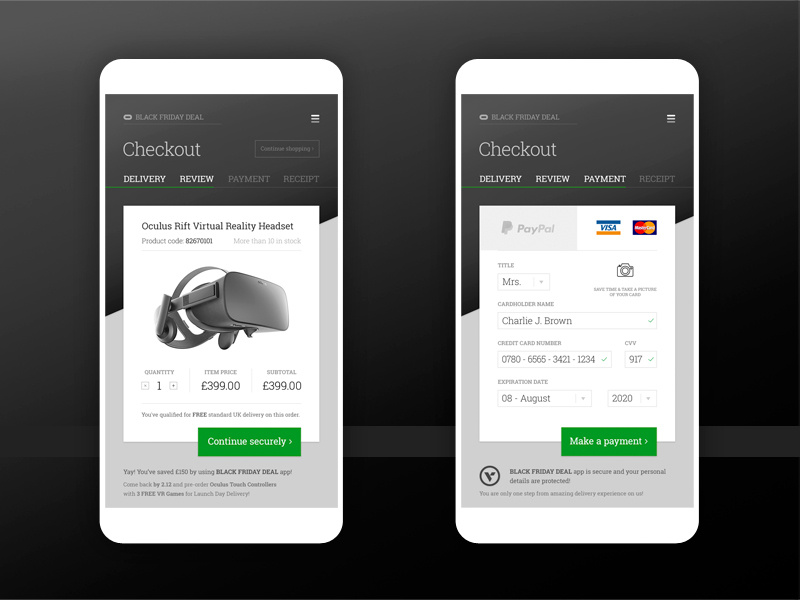 BLACK FRIDAY DEAL
Checkout
Continue shopping ›
DELIVERY REVIEW PAYMENT RECEIPT
Oculus Rift Virtual Reality Headset
Product code: 82670101 More than 10 in stock
QUANTITY ITEM PRICE SUBTOTAL
- 1 + £399.00 £399.00
You've qualified for FREE standard UK delivery on this order.
Continue securely ›
Yay! You've saved £150 by using BLACK FRIDAY DEAL app!
Come back by 2.12 and pre-order Oculus Touch Controllers
with 3 FREE VR Games for Launch Day Delivery!
BLACK FRIDAY DEAL
Checkout
DELIVERY REVIEW PAYMENT RECEIPT
PayPal VISA MasterCard
TITLE
Mrs.
SAVE TIME & TAKE A PICTURE
OF YOUR CARD
CARDHOLDER NAME
Charlie J. Brown
CREDIT CARD NUMBER CVV
0780 - 6565 - 3421 - 1234 917
EXPIRATION DATE
08 - August 2020
Make a payment ›
BLACK FRIDAY DEAL app is secure and your personal
details are protected!
You are only one step from amazing delivery experience on us!